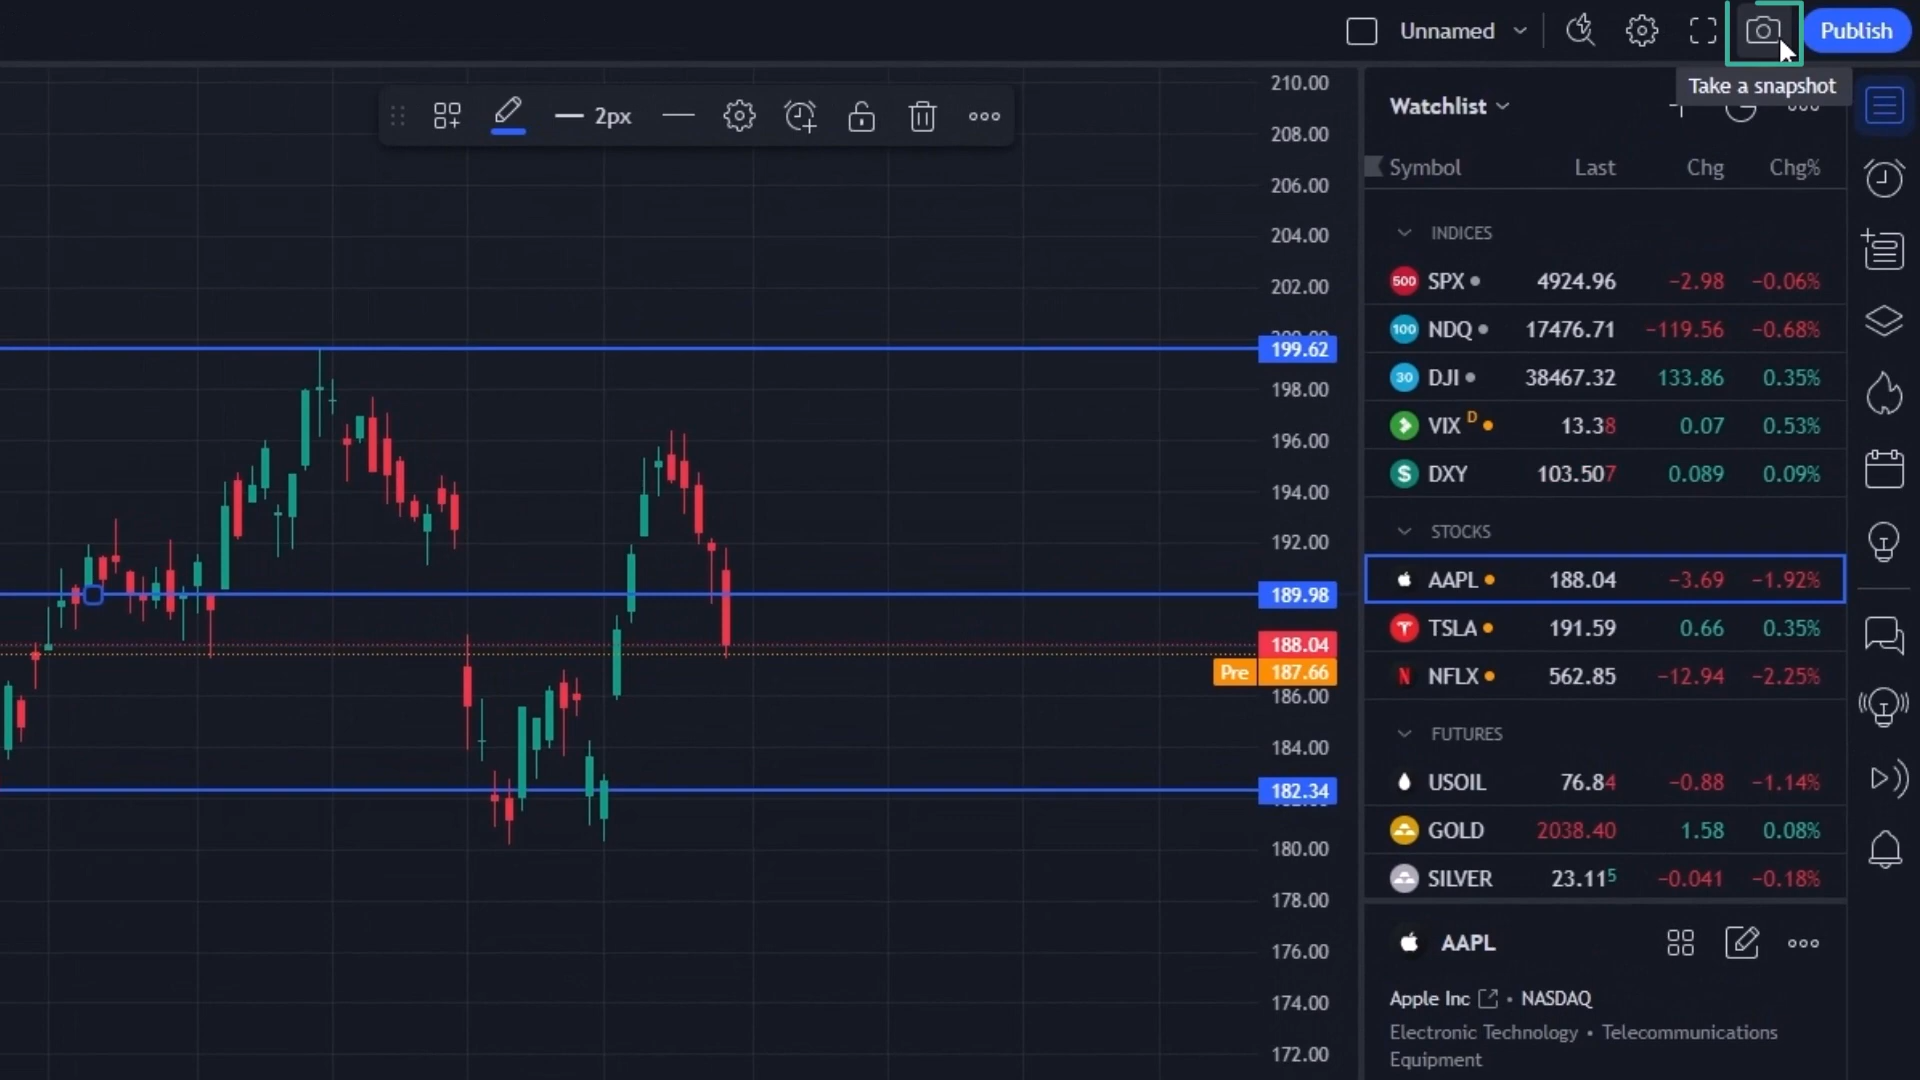 Unnamed
Publish
Take a snapshot
2px
210.00
208.00
206.00
204.00
202.00
199.62
198.00
196.00
194.00
192.00
189.98
188.04
Pre 187.66
186.00
184.00
182.34
180.00
178.00
176.00
174.00
172.00
Watchlist
Symbol Last Chg Chg%
INDICES
500 SPX 4924.96 −2.98 −0.06%
100 NDQ 17476.71 −119.56 −0.68%
30 DJI 38467.32 133.86 0.35%
VIX D 13.38 0.07 0.53%
$ DXY 103.507 0.089 0.09%
STOCKS
AAPL 188.04 −3.69 −1.92%
TSLA 191.59 0.66 0.35%
N NFLX 562.85 −12.94 −2.25%
FUTURES
USOIL 76.84 −0.88 −1.14%
GOLD 2038.40 1.58 0.08%
SILVER 23.115 −0.041 −0.18%
AAPL
Apple Inc • NASDAQ
Electronic Technology • Telecommunications
Equipment